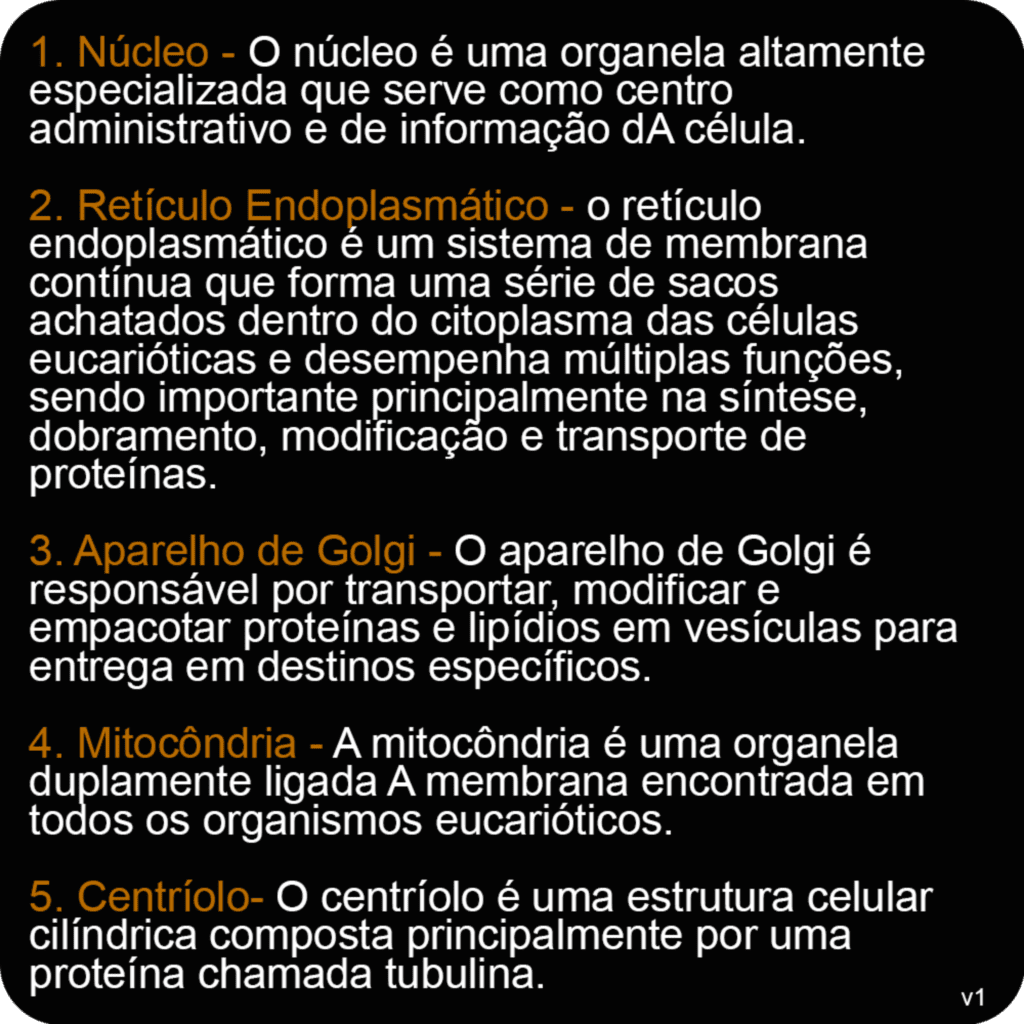 1. Núcleo - O núcleo é uma organela altamente
especializada que serve como centro
administrativo e de informação dA célula.
2. Retículo Endoplasmático - o retículo
endoplasmático é um sistema de membrana
contínua que forma uma série de sacos
achatados dentro do citoplasma das células
eucarióticas e desempenha múltiplas funções,
sendo importante principalmente na síntese,
dobramento, modificação e transporte de
proteínas.
3. Aparelho de Golgi - O aparelho de Golgi é
responsável por transportar, modificar e
empacotar proteínas e lipídios em vesículas para
entrega em destinos específicos.
4. Mitocôndria - A mitocôndria é uma organela
duplamente ligada A membrana encontrada em
todos os organismos eucarióticos.
5. Centríolo- O centríolo é uma estrutura celular
cilíndrica composta principalmente por uma
proteína chamada tubulina.
v1